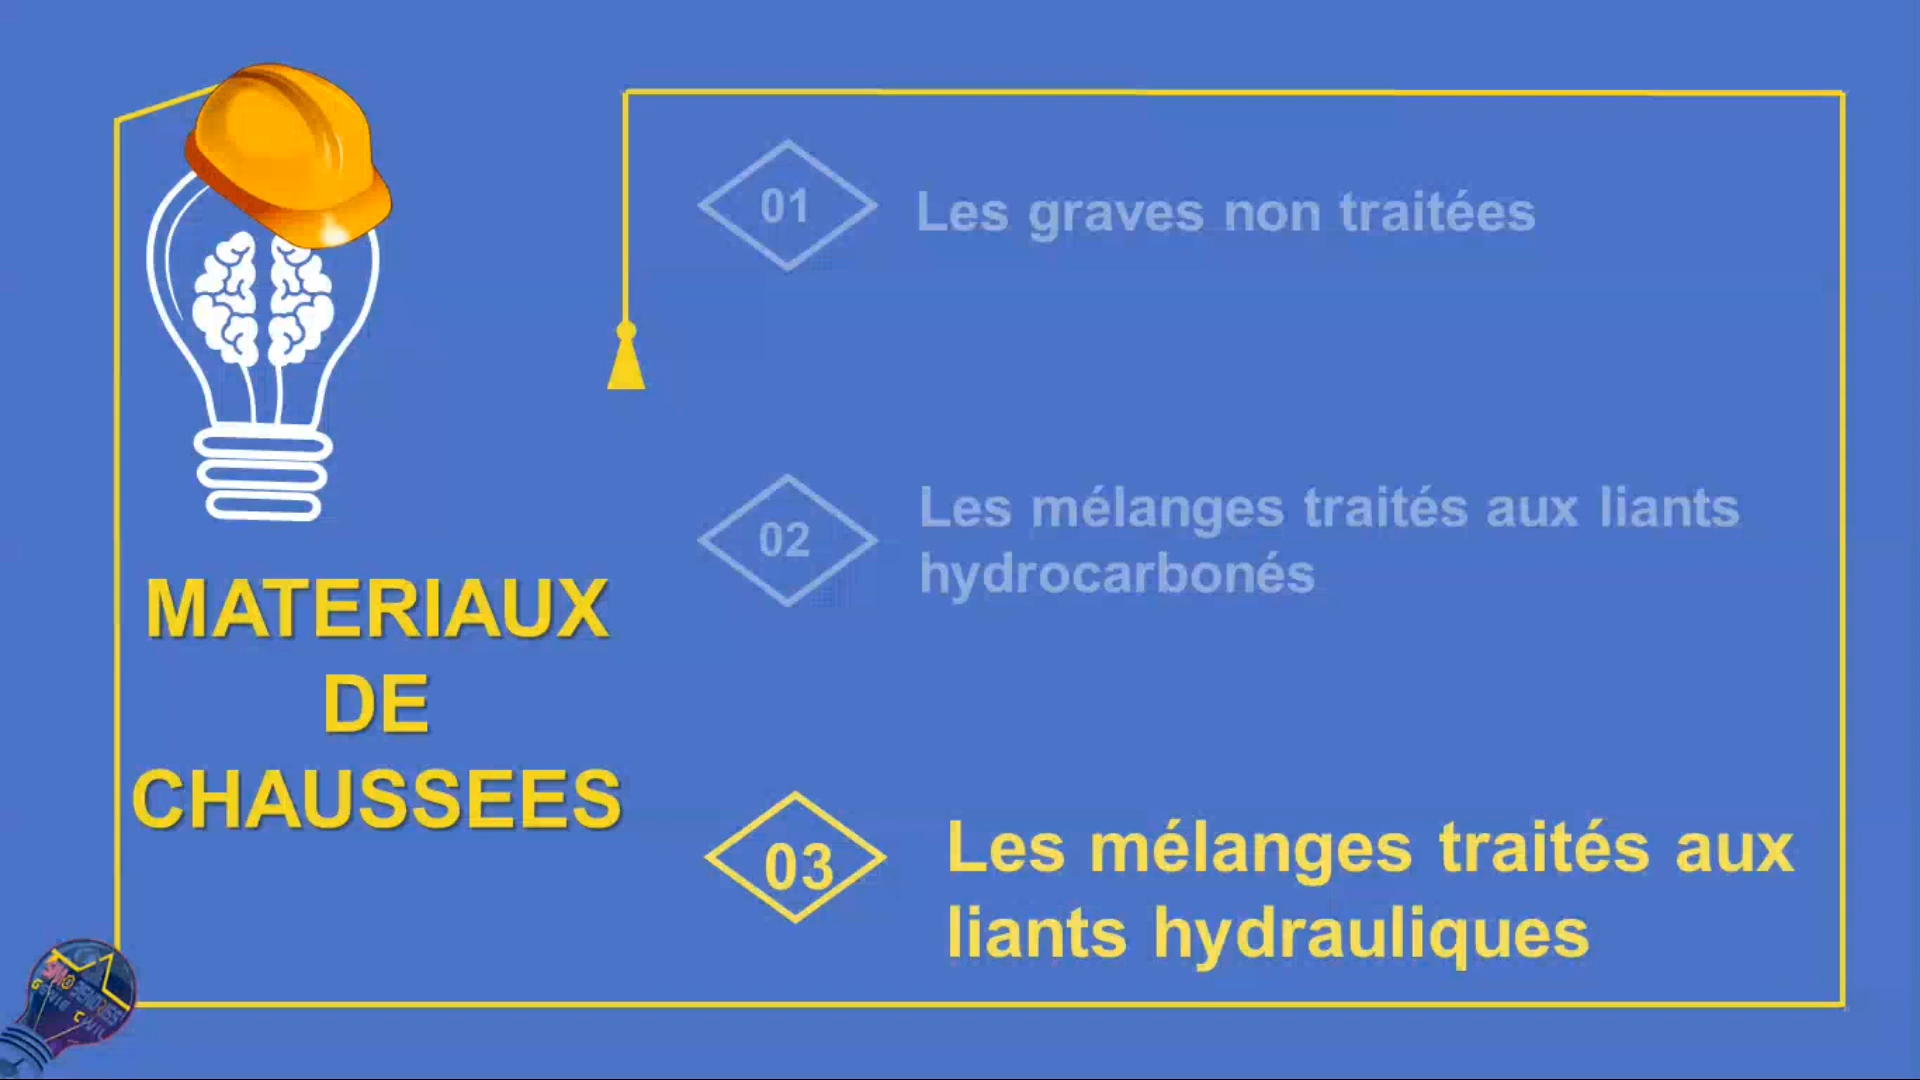 MATERIAUX
DE
CHAUSSEES
01
Les graves non traitées
02
Les mélanges traités aux liants
hydrocarbonés
03
Les mélanges traités aux
liants hydrauliques